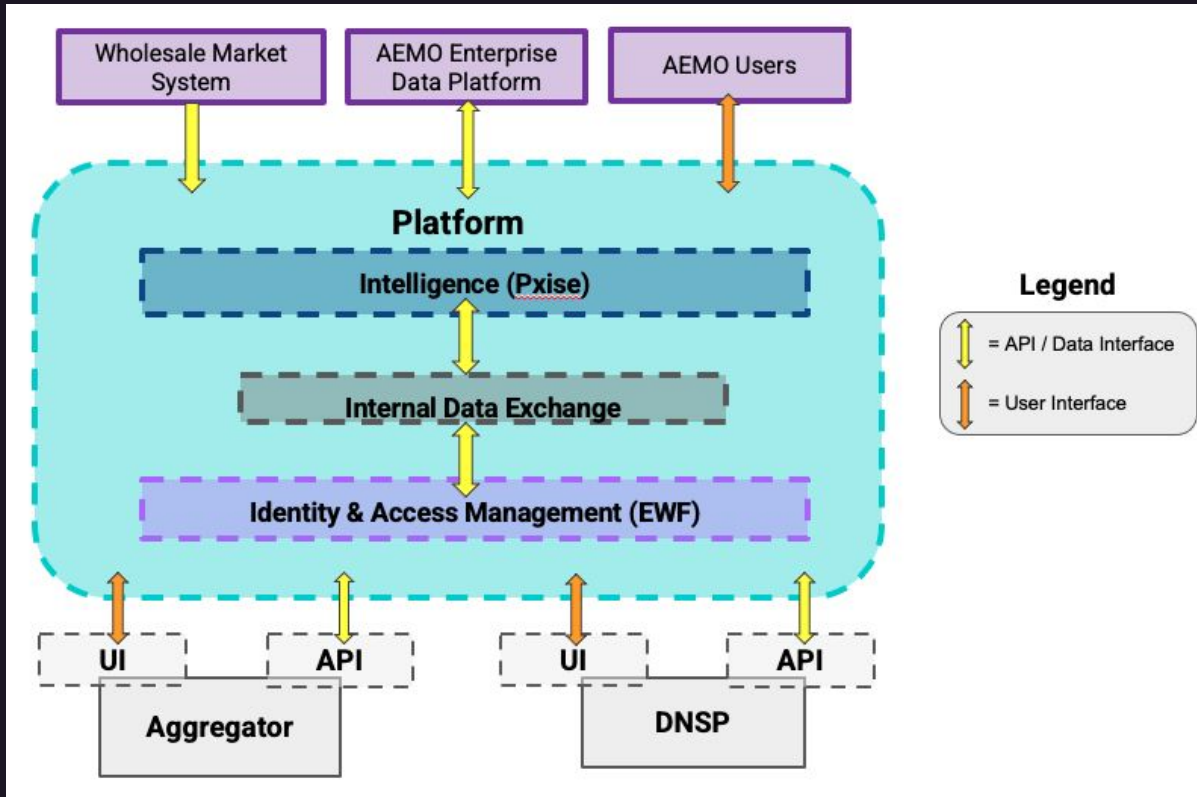 Wholesale Market
System
AEMO Enterprise
Data Platform
AEMO Users
Platform
Intelligence (Pxise)
Internal Data Exchange
Identity & Access Management (EWF)
UI
API
UI
API
Aggregator
DNSP
Legend
= API / Data Interface
= User Interface